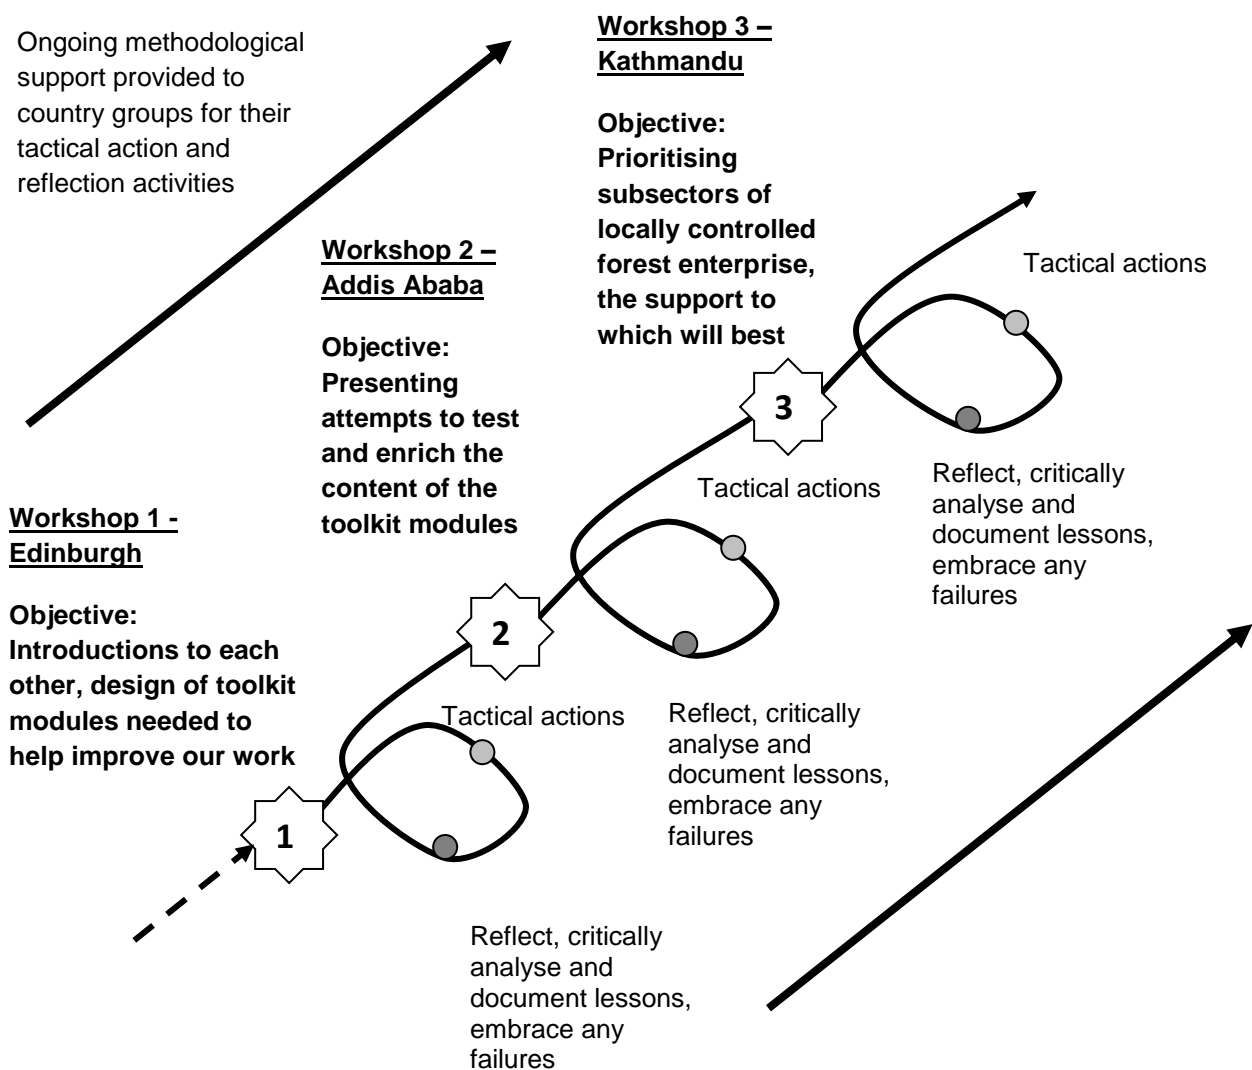 Ongoing methodological
support provided to
country groups for their
tactical action and
reflection activities
Workshop 3 –
Kathmandu
Objective:
Prioritising
subsectors of
locally controlled
forest enterprise,
the support to
which will best
Workshop 2 –
Addis Ababa
Objective:
Presenting
attempts to test
and enrich the
content of the
toolkit modules
Workshop 1 -
Edinburgh
Objective:
Introductions to each
other, design of toolkit
modules needed to
help improve our work
Tactical actions
3
Reflect, critically
analyse and
document lessons,
embrace any
failures
Tactical actions
2
Reflect, critically
analyse and
document lessons,
embrace any
failures
Tactical actions
1
Reflect, critically
analyse and
document lessons,
embrace any
failures